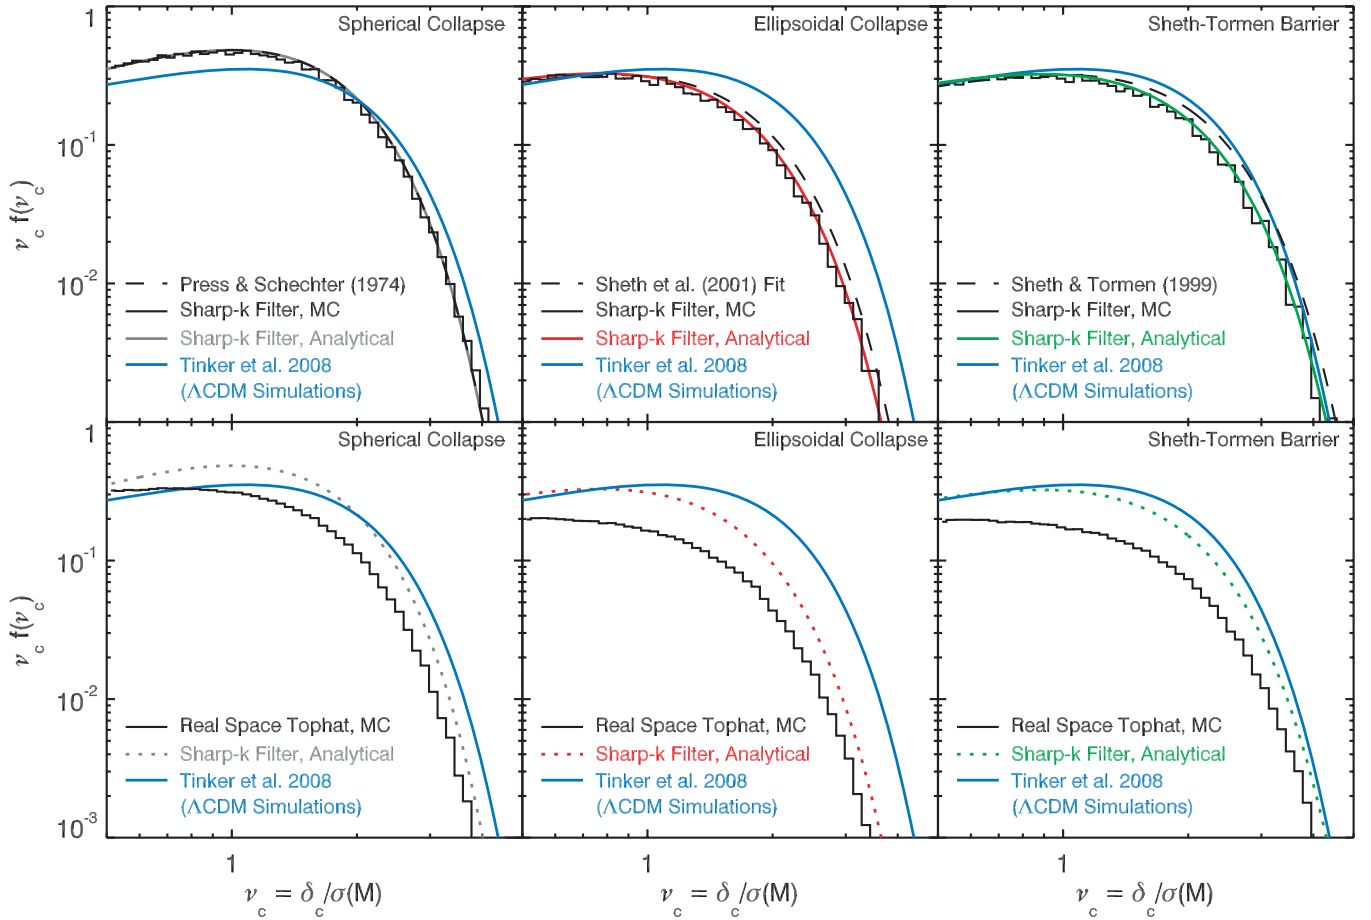 Spherical Collapse
Ellipsoidal Collapse
Sheth-Tormen Barrier
1
10⁻¹
10⁻²
ν_c f(ν_c)
Press & Schechter (1974)
Sharp-k Filter, MC
Sharp-k Filter, Analytical
Tinker et al. 2008
(ΛCDM Simulations)
Sheth et al. (2001) Fit
Sharp-k Filter, MC
Sharp-k Filter, Analytical
Tinker et al. 2008
(ΛCDM Simulations)
Sheth & Tormen (1999)
Sharp-k Filter, MC
Sharp-k Filter, Analytical
Tinker et al. 2008
(ΛCDM Simulations)
Spherical Collapse
Ellipsoidal Collapse
Sheth-Tormen Barrier
1
10⁻¹
10⁻²
10⁻³
ν_c f(ν_c)
Real Space Tophat, MC
Sharp-k Filter, Analytical
Tinker et al. 2008
(ΛCDM Simulations)
Real Space Tophat, MC
Sharp-k Filter, Analytical
Tinker et al. 2008
(ΛCDM Simulations)
Real Space Tophat, MC
Sharp-k Filter, Analytical
Tinker et al. 2008
(ΛCDM Simulations)
1
1
1
ν_c = δ_c/σ(M)
ν_c = δ_c/σ(M)
ν_c = δ_c/σ(M)